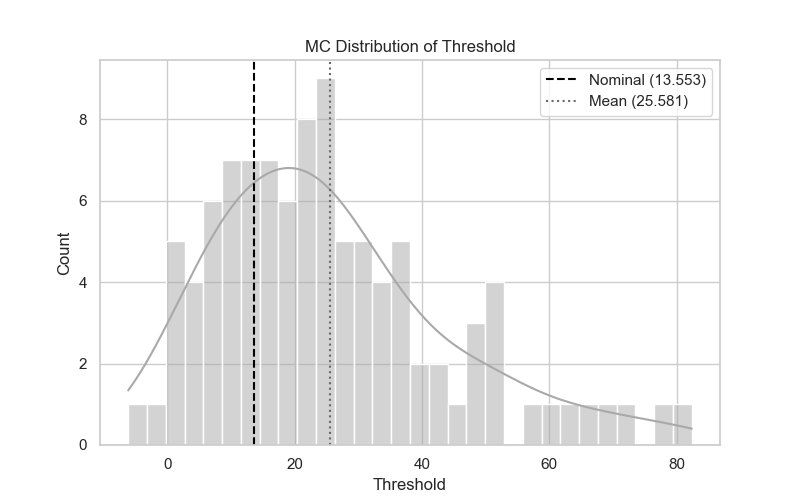 MC Distribution of Threshold
Nominal (13.553)
Mean (25.581)
Count
8
6
4
2
0
0 20 40 60 80
Threshold